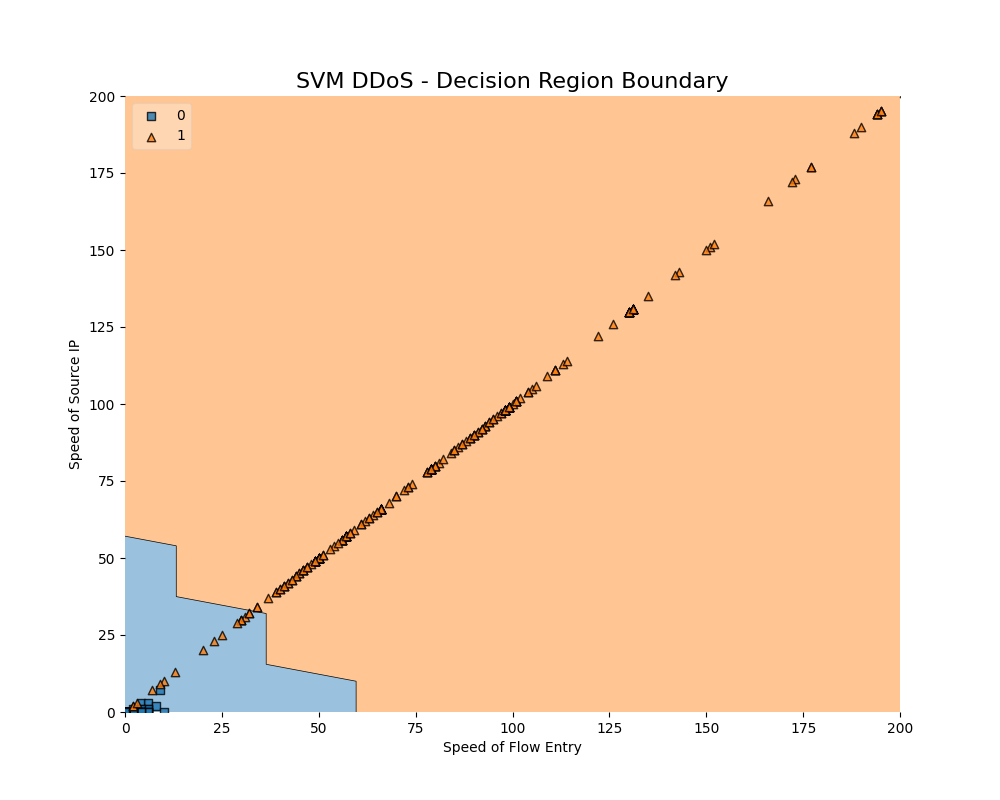 SVM DDoS - Decision Region Boundary
200
175
150
125
100
75
50
25
0
Speed of Source IP
0
1
0 25 50 75 100 125 150 175 200
Speed of Flow Entry